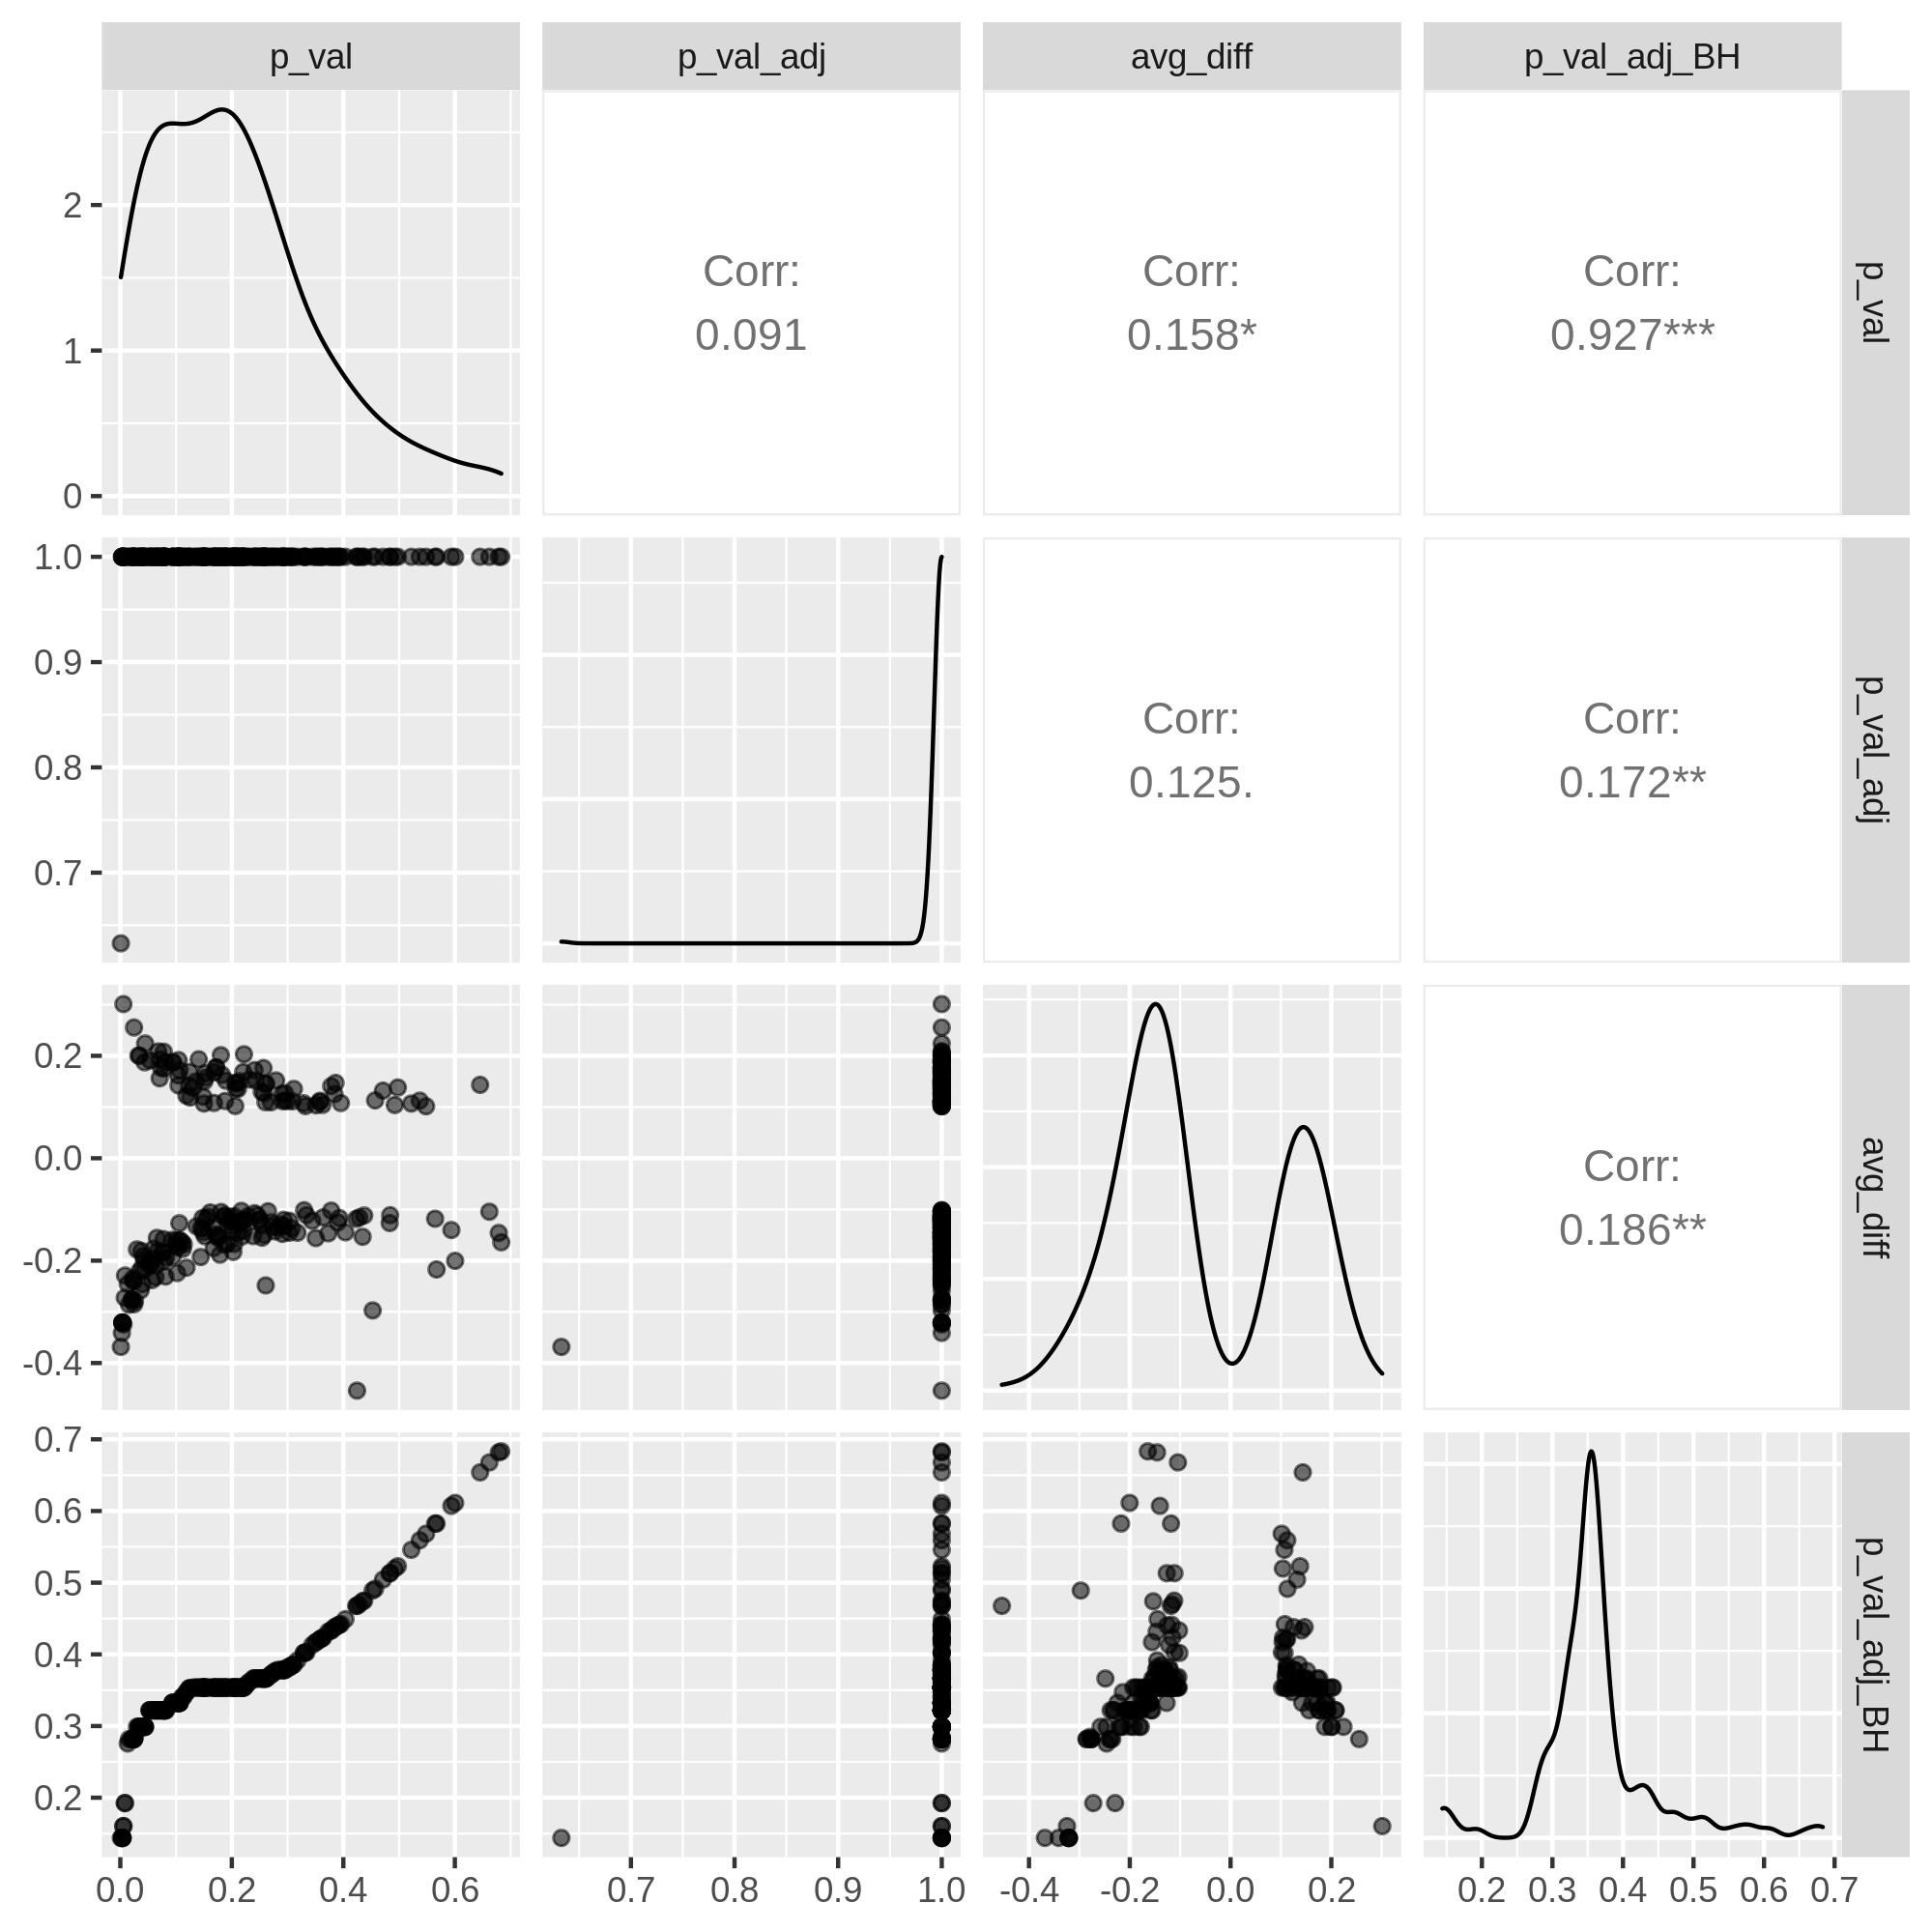 p_val p_val_adj avg_diff p_val_adj_BH
2
1
0
Corr:
0.091
Corr:
0.158*
Corr:
0.927***
p_val
1.0
0.9
0.8
0.7
Corr:
0.125.
Corr:
0.172**
p_val_adj
0.2
0.0
-0.2
-0.4
Corr:
0.186**
avg_diff
0.7
0.6
0.5
0.4
0.3
0.2
p_val_adj_BH
0.0 0.2 0.4 0.6 0.7 0.8 0.9 1.0 -0.4 -0.2 0.0 0.2 0.2 0.3 0.4 0.5 0.6 0.7